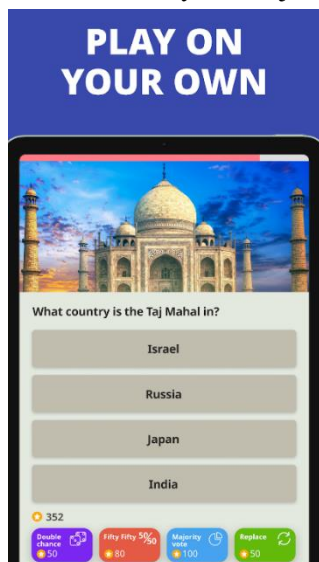 PLAY ON
YOUR OWN
What country is the Taj Mahal in?
Israel
Russia
Japan
India
352
Double
chance
50
Fifty Fifty 50/50
80
Majority
vote
100
Replace
50